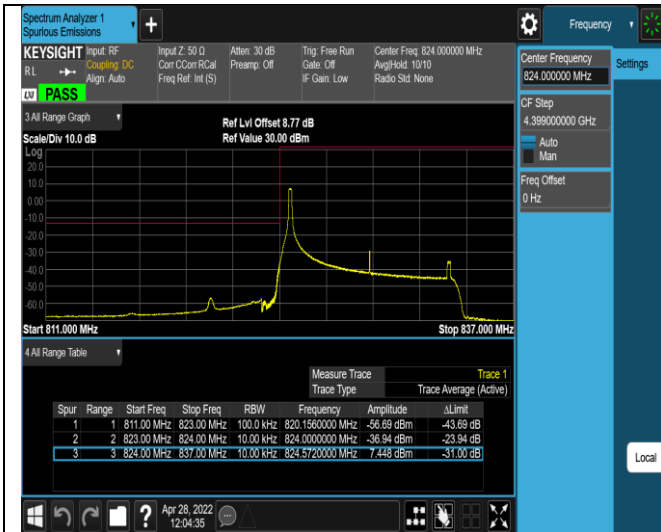 Spectrum Analyzer 1
Spurious Emissions
Frequency
KEYSIGHT Input: RF Input Z: 50 Ω Atten: 30 dB Trig: Free Run Center Freq: 824.000000 MHz
RL Coupling: DC Corr CCorr RCal Preamp: Off Gate: Off Avg|Hold: 10/10
Align: Auto Freq Ref: Int (S) IF Gain: Low Radio Std: None
LXI PASS
Center Frequency
824.000000 MHz
Settings
CF Step
4.399000000 GHz
Auto
Man
Freq Offset
0 Hz
3 All Range Graph
Ref Lvl Offset 8.77 dB
Scale/Div 10.0 dB Ref Value 30.00 dBm
Log
20.0
10.0
0.00
-10.0
-20.0
-30.0
-40.0
-50.0
-60.0
Start 811.000 MHz Stop 837.000 MHz
4 All Range Table
Measure Trace Trace 1
Trace Type Trace Average (Active)
Spur Range Start Freq Stop Freq RBW Frequency Amplitude ΔLimit
1 1 811.00 MHz 823.00 MHz 100.0 kHz 820.1560000 MHz -56.69 dBm -43.69 dB
2 2 823.00 MHz 824.00 MHz 10.00 kHz 824.0000000 MHz -36.94 dBm -23.94 dB
3 3 824.00 MHz 837.00 MHz 10.00 kHz 824.5720000 MHz 7.448 dBm -31.00 dB
Local
? Apr 28, 2022
12:04:35